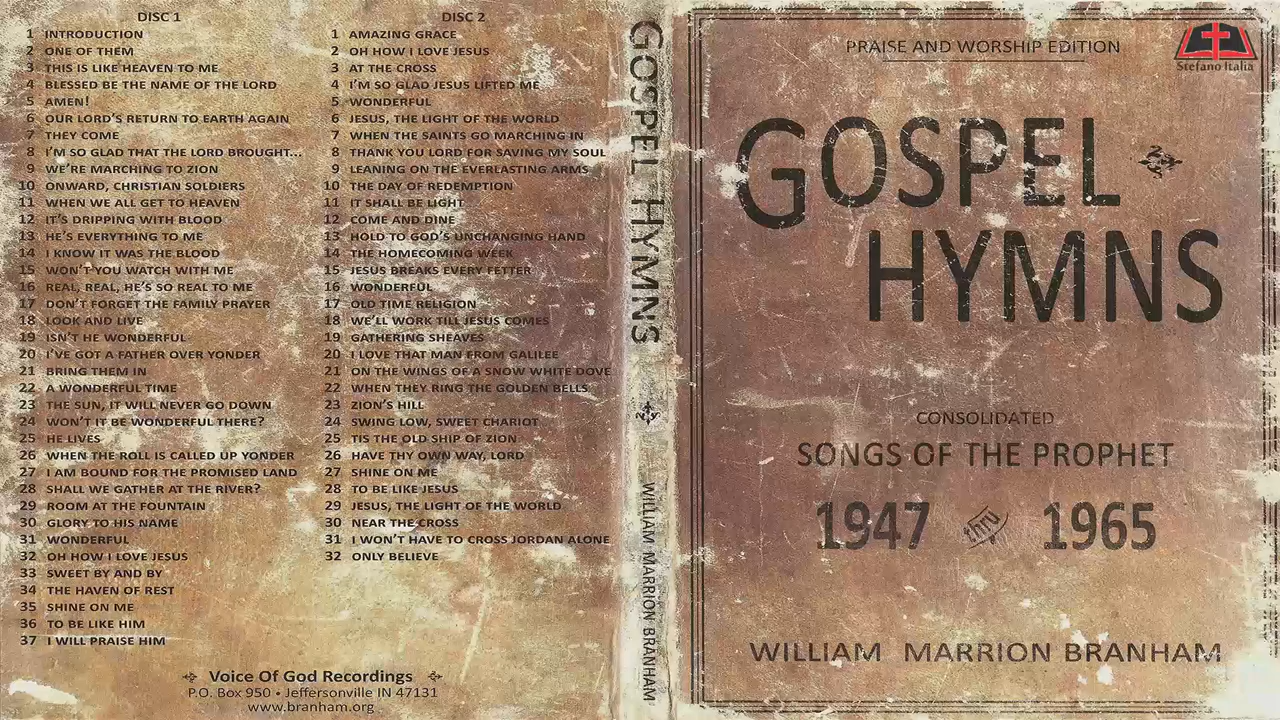 DISC 1
1 INTRODUCTION
2 ONE OF THEM
3 THIS IS LIKE HEAVEN TO ME
4 BLESSED BE THE NAME OF THE LORD
5 AMEN!
6 OUR LORD'S RETURN TO EARTH AGAIN
7 THEY COME
8 I'M SO GLAD THAT THE LORD BROUGHT...
9 WE'RE MARCHING TO ZION
10 ONWARD, CHRISTIAN SOLDIERS
11 WHEN WE ALL GET TO HEAVEN
12 IT'S DRIPPING WITH BLOOD
13 HE'S EVERYTHING TO ME
14 I KNOW IT WAS THE BLOOD
15 WON'T YOU WATCH WITH ME
16 REAL, REAL, HE'S SO REAL TO ME
17 DON'T FORGET THE FAMILY PRAYER
18 LOOK AND LIVE
19 ISN'T HE WONDERFUL
20 I'VE GOT A FATHER OVER YONDER
21 BRING THEM IN
22 A WONDERFUL TIME
23 THE SUN, IT WILL NEVER GO DOWN
24 WON'T IT BE WONDERFUL THERE?
25 HE LIVES
26 WHEN THE ROLL IS CALLED UP YONDER
27 I AM BOUND FOR THE PROMISED LAND
28 SHALL WE GATHER AT THE RIVER?
29 ROOM AT THE FOUNTAIN
30 GLORY TO HIS NAME
31 WONDERFUL
32 OH HOW I LOVE JESUS
33 SWEET BY AND BY
34 THE HAVEN OF REST
35 SHINE ON ME
36 TO BE LIKE HIM
37 I WILL PRAISE HIM
DISC 2
1 AMAZING GRACE
2 OH HOW I LOVE JESUS
3 AT THE CROSS
4 I'M SO GLAD JESUS LIFTED ME
5 WONDERFUL
6 JESUS, THE LIGHT OF THE WORLD
7 WHEN THE SAINTS GO MARCHING IN
8 THANK YOU LORD FOR SAVING MY SOUL
9 LEANING ON THE EVERLASTING ARMS
10 THE DAY OF REDEMPTION
11 IT SHALL BE LIGHT
12 COME AND DINE
13 HOLD TO GOD'S UNCHANGING HAND
14 THE HOMECOMING WEEK
15 JESUS BREAKS EVERY FETTER
16 WONDERFUL
17 OLD TIME RELIGION
18 WE'LL WORK TILL JESUS COMES
19 GATHERING SHEAVES
20 I LOVE THAT MAN FROM GALILEE
21 ON THE WINGS OF A SNOW WHITE DOVE
22 WHEN THEY RING THE GOLDEN BELLS
23 ZION'S HILL
24 SWING LOW, SWEET CHARIOT
25 TIS THE OLD SHIP OF ZION
26 HAVE THY OWN WAY, LORD
27 SHINE ON ME
28 TO BE LIKE JESUS
29 JESUS, THE LIGHT OF THE WORLD
30 NEAR THE CROSS
31 I WON'T HAVE TO CROSS JORDAN ALONE
32 ONLY BELIEVE
Voice Of God Recordings
P.O. Box 950 • Jeffersonville IN 47131
www.branham.org
GOSPEL HYMNS
WILLIAM MARRION BRANHAM
PRAISE AND WORSHIP EDITION
Stefano Italia
GOSPEL
HYMNS
CONSOLIDATED
SONGS OF THE PROPHET
1947 thru 1965
WILLIAM MARRION BRANHAM